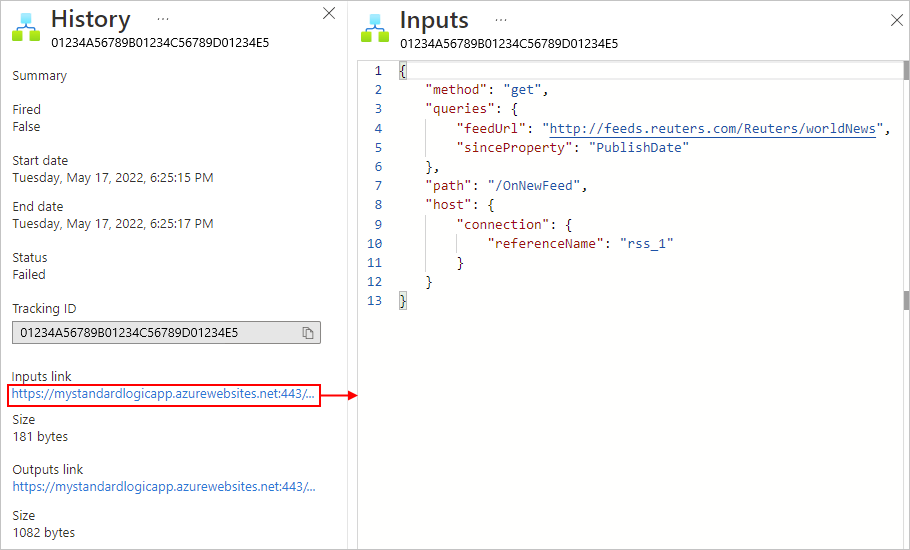 History ...
01234A56789B01234C56789D01234E5
Summary
Fired
False
Start date
Tuesday, May 17, 2022, 6:25:15 PM
End date
Tuesday, May 17, 2022, 6:25:17 PM
Status
Failed
Tracking ID
01234A56789B01234C56789D01234E5
Inputs link
https://mystandardlogicapp.azurewebsites.net:443/...
Size
181 bytes
Outputs link
https://mystandardlogicapp.azurewebsites.net:443/...
Size
1082 bytes
Inputs ...
01234A56789B01234C56789D01234E5
1 {
2 "method": "get",
3 "queries": {
4 "feedUrl": "http://feeds.reuters.com/Reuters/worldNews",
5 "sinceProperty": "PublishDate"
6 },
7 "path": "/OnNewFeed",
8 "host": {
9 "connection": {
10 "referenceName": "rss_1"
11 }
12 }
13 }